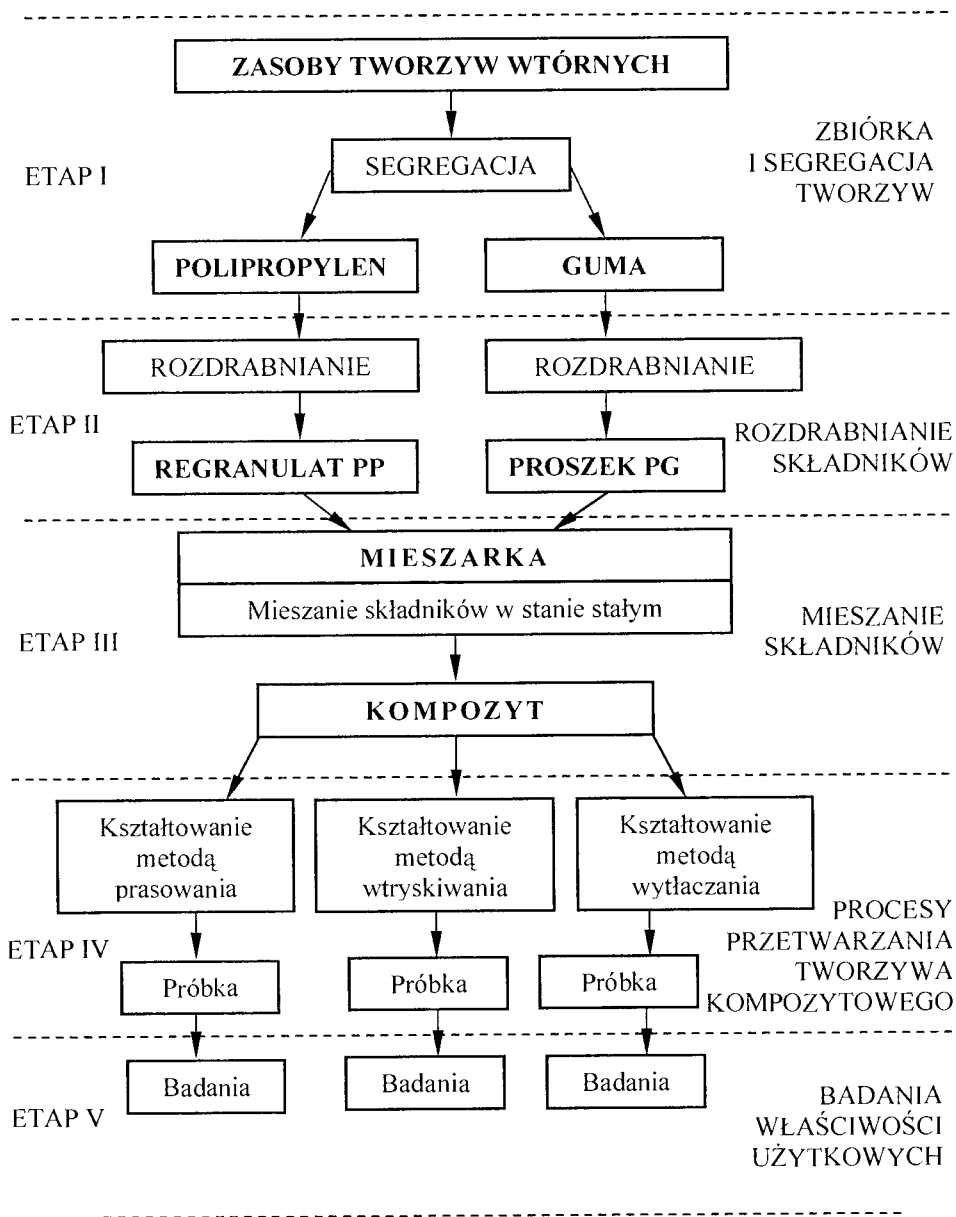 ZASOBY TWORZYW WTÓRNYCH
ZBIÓRKA
I SEGREGACJA
TWORZYW
ETAP I
SEGREGACJA
POLIPROPYLEN
GUMA
ROZDRABNIANIE
ROZDRABNIANIE
ETAP II
ROZDRABNIANIE
SKŁADNIKÓW
REGRANULAT PP
PROSZEK PG
MIESZARKA
Mieszanie składników w stanie stałym
ETAP III
MIESZANIE
SKŁADNIKÓW
KOMPOZYT
Kształtowanie
metodą
prasowania
Kształtowanie
metodą
wtryskiwania
Kształtowanie
metodą
wytłaczania
ETAP IV
PROCESY
PRZETWARZANIA
TWORZYWA
KOMPOZYTOWEGO
Próbka
Próbka
Próbka
Badania
Badania
Badania
ETAP V
BADANIA
WŁAŚCIWOŚCI
UŻYTKOWYCH